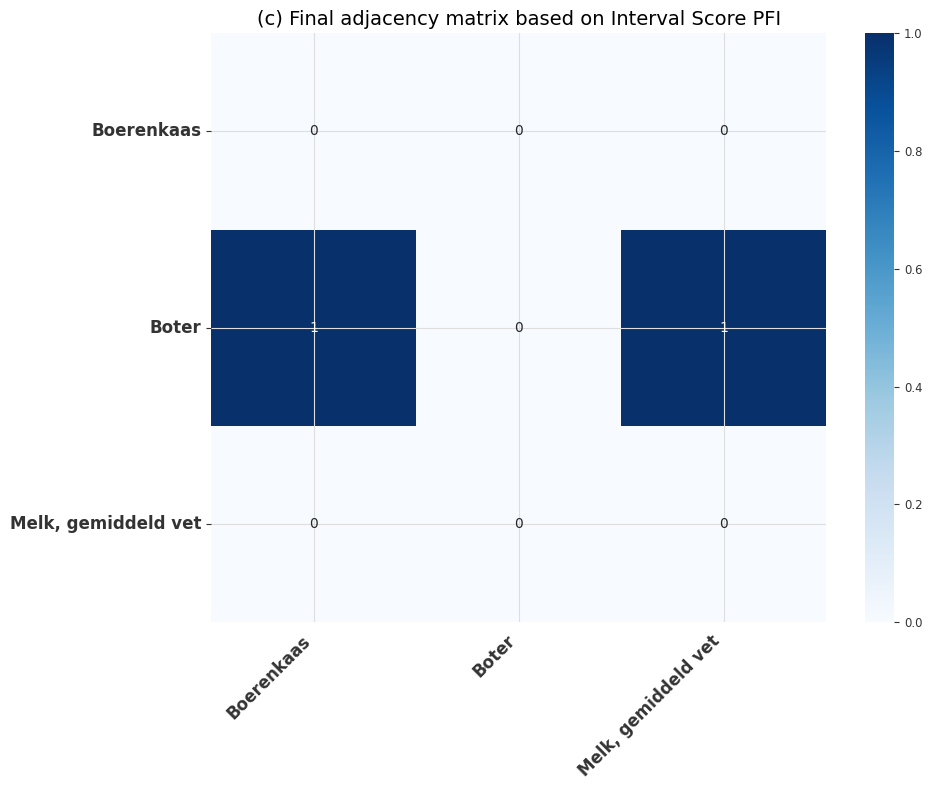 (c) Final adjacency matrix based on Interval Score PFI
1.0
Boerenkaas 0 0 0
0.8
0.6
Boter 1 0 1
0.4
0.2
Melk, gemiddeld vet 0 0 0
0.0
Boerenkaas
Boter
Melk, gemiddeld vet